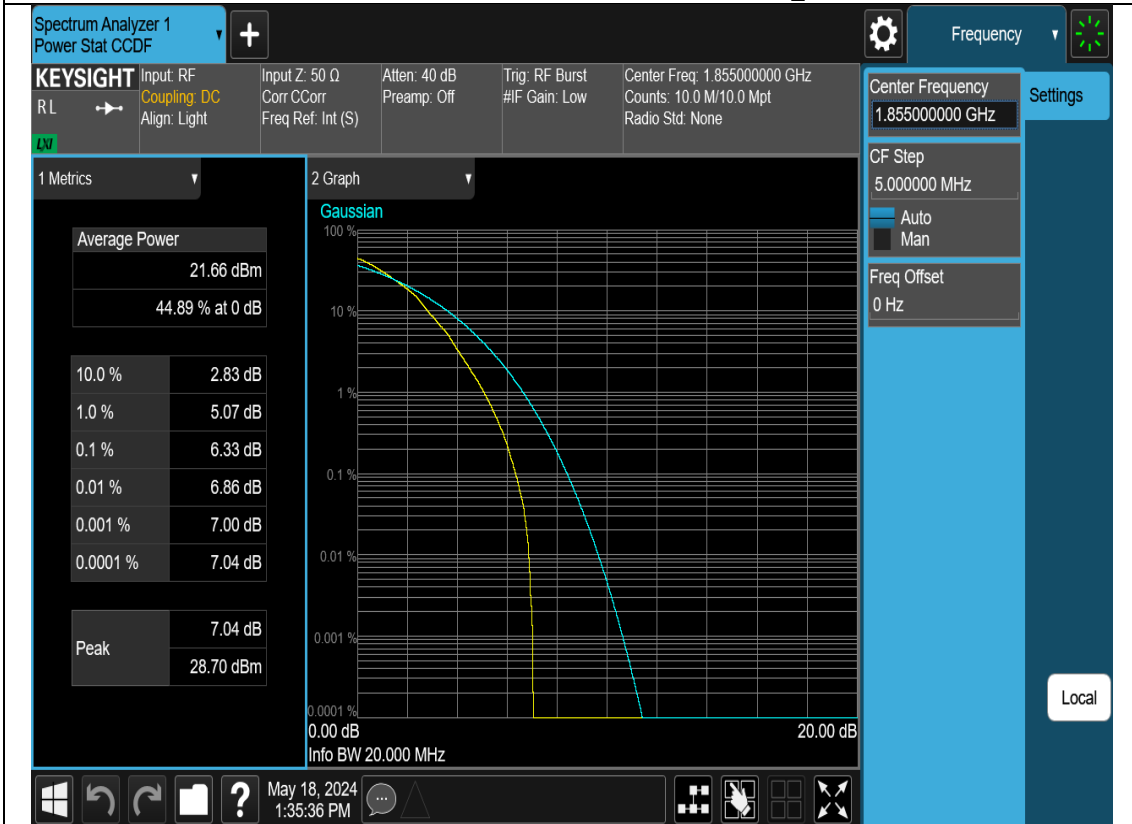 Spectrum Analyzer 1
Power Stat CCDF
+
Frequency
KEYSIGHT
RL
LXI
Input: RF
Coupling: DC
Align: Light
Input Z: 50 Ω
Corr CCorr
Freq Ref: Int (S)
Atten: 40 dB
Preamp: Off
Trig: RF Burst
#IF Gain: Low
Center Freq: 1.855000000 GHz
Counts: 10.0 M/10.0 Mpt
Radio Std: None
Center Frequency
1.855000000 GHz
Settings
CF Step
5.000000 MHz
Auto
Man
Freq Offset
0 Hz
Local
1 Metrics
Average Power
21.66 dBm
44.89 % at 0 dB
10.0 % 2.83 dB
1.0 % 5.07 dB
0.1 % 6.33 dB
0.01 % 6.86 dB
0.001 % 7.00 dB
0.0001 % 7.04 dB
Peak 7.04 dB
28.70 dBm
2 Graph
Gaussian
100 %
10 %
1 %
0.1 %
0.01 %
0.001 %
0.0001 %
0.00 dB 20.00 dB
Info BW 20.000 MHz
?
May 18, 2024
1:35:36 PM